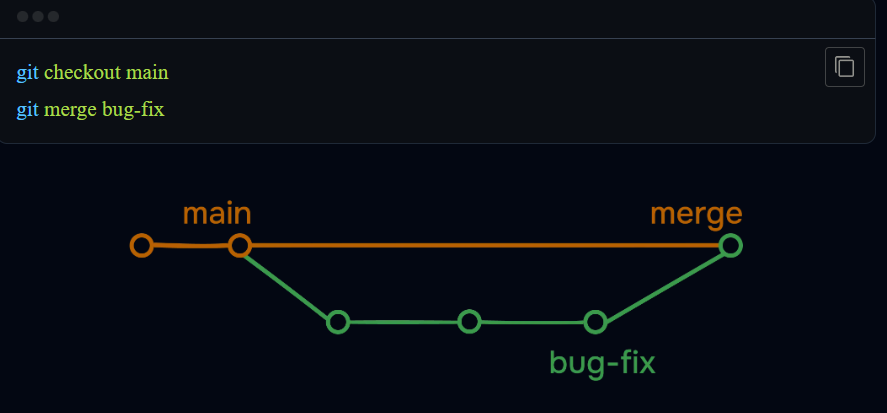 git checkout main
git merge bug-fix
main
merge
bug-fix